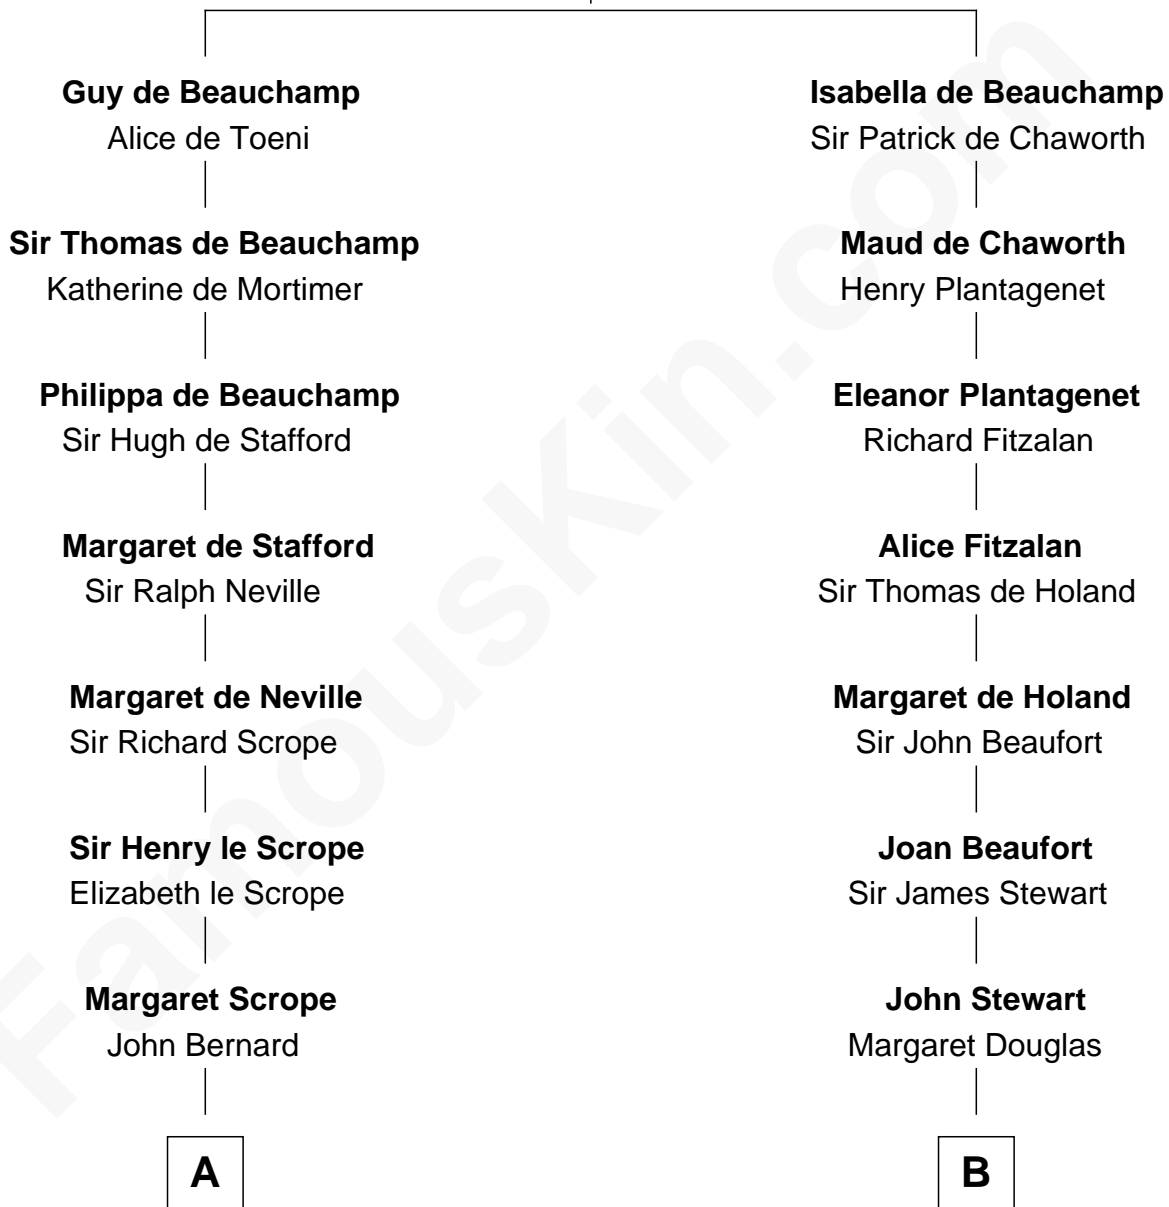 Guy de Beauchamp
Alice de Toeni
Sir Thomas de Beauchamp
Katherine de Mortimer
Philippa de Beauchamp
Sir Hugh de Stafford
Margaret de Stafford
Sir Ralph Neville
Margaret de Neville
Sir Richard Scrope
Sir Henry le Scrope
Elizabeth le Scrope
Margaret Scrope
John Bernard
A
Isabella de Beauchamp
Sir Patrick de Chaworth
Maud de Chaworth
Henry Plantagenet
Eleanor Plantagenet
Richard Fitzalan
Alice Fitzalan
Sir Thomas de Holand
Margaret de Holand
Sir John Beaufort
Joan Beaufort
Sir James Stewart
John Stewart
Margaret Douglas
B
FamousKin.com